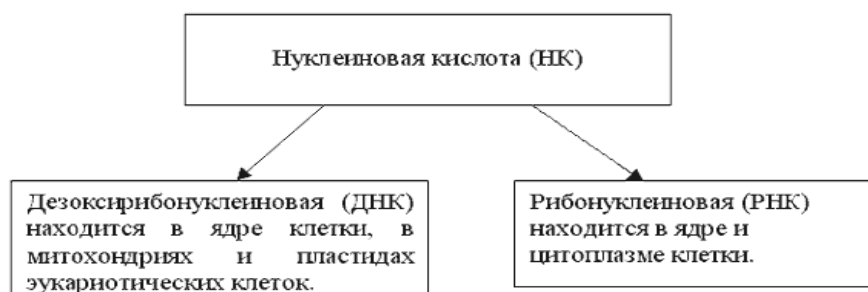 Нуклеиновая кислота (НК)
Дезоксирибонуклеиновая (ДНК)
находится в ядре клетки, в
митохондриях и пластидах
эукариотических клеток.
Рибонуклеиновая (РНК)
находится в ядре и
цитоплазме клетки.